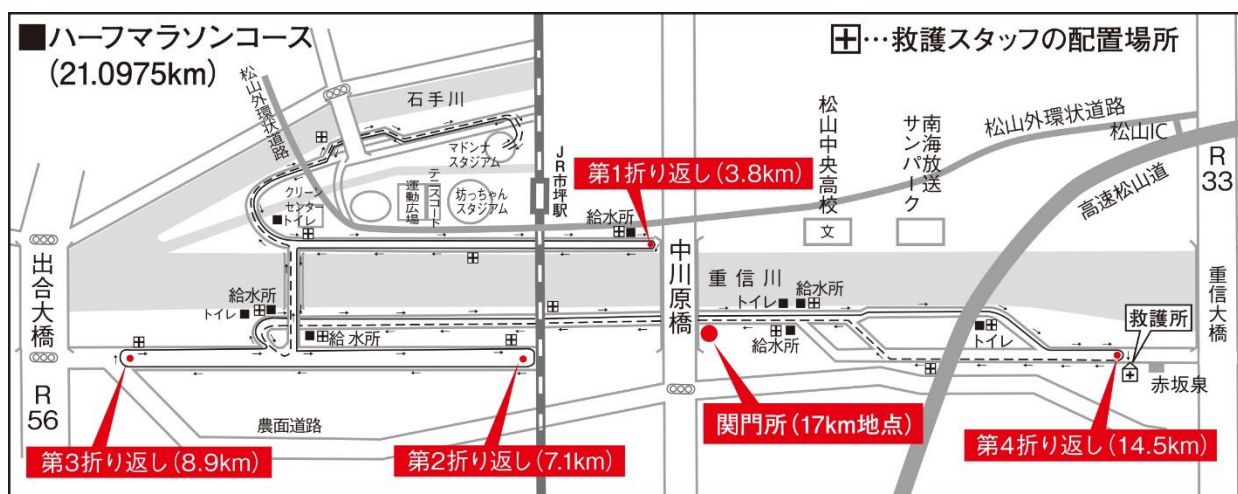 ■ハーフマラソンコース
(21.0975km)
…救護スタッフの配置場所
松山外環状道路
石手川
マドンナ
スタジアム
JR市坪駅
第1折り返し(3.8km)
松山中央高校
文
南海放送
サンパーク
松山外環状道路
松山IC
R
33
高速松山道
クリーン
センター
トイレ
運動広場
テニスコート
坊っちゃん
スタジアム
給水所
出合大橋
中川原橋
重信川
重信大橋
給水所
トイレ
給水所
トイレ
給水所
給水所
トイレ
救護所
赤坂泉
R
56
農面道路
関門所(17km地点)
第3折り返し(8.9km)
第2折り返し(7.1km)
第4折り返し(14.5km)